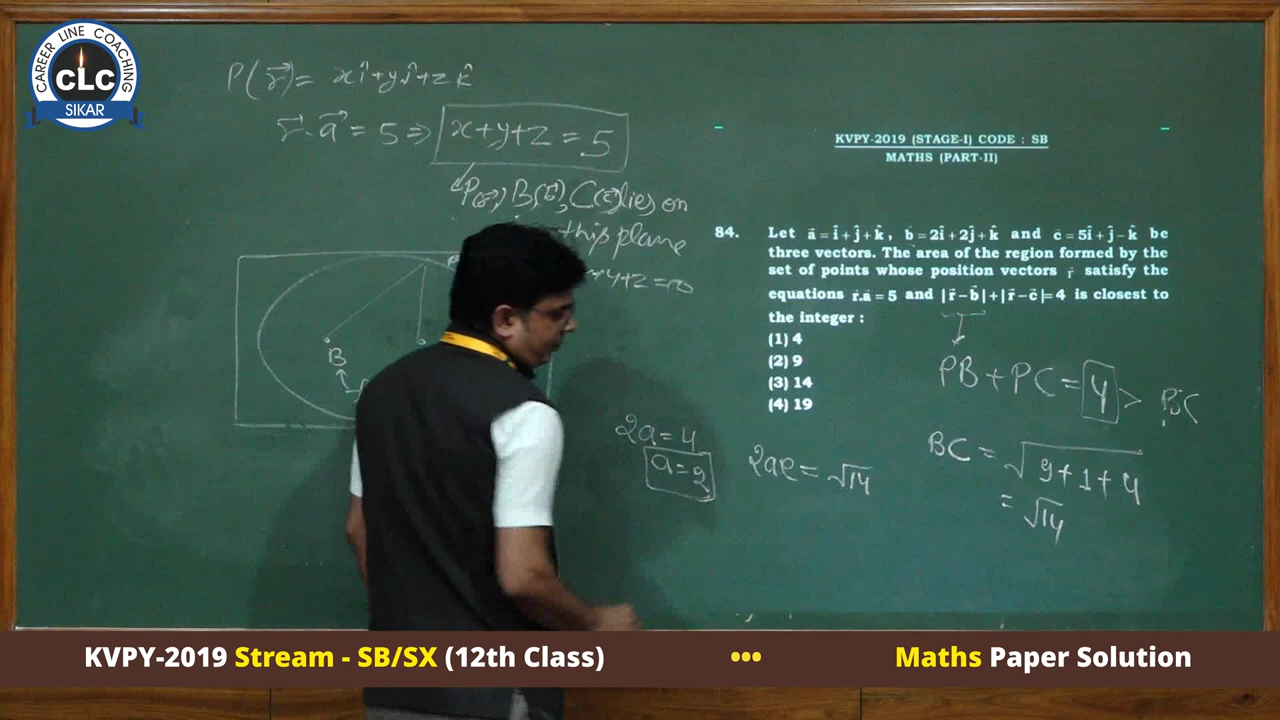 CAREER LINE COACHING
CLC
SIKAR
P(r⃗) = xî+yĵ+zk̂
r⃗.a⃗ = 5 ⇒ x+y+z = 5
P(r⃗), B(b⃗), C(c⃗) lies on
this plane
+y+z=
B
2a=4
a=2
2ae = √14
KVPY-2019 (STAGE-I) CODE : SB
MATHS (PART-II)
84. Let a⃗ = î + ĵ + k̂ , b⃗ = 2î + 2ĵ + k̂ and c⃗ = 5î + ĵ − k̂ be
three vectors. The area of the region formed by the
set of points whose position vectors r⃗ satisfy the
equations r⃗.a⃗ = 5 and |r⃗ − b⃗| + |r⃗ − c⃗| = 4 is closest to
the integer :
(1) 4
(2) 9
(3) 14
(4) 19
PB + PC = 4 >
BC = √9+1+4
= √14
KVPY-2019 Stream - SB/SX (12th Class) ••• Maths Paper Solution